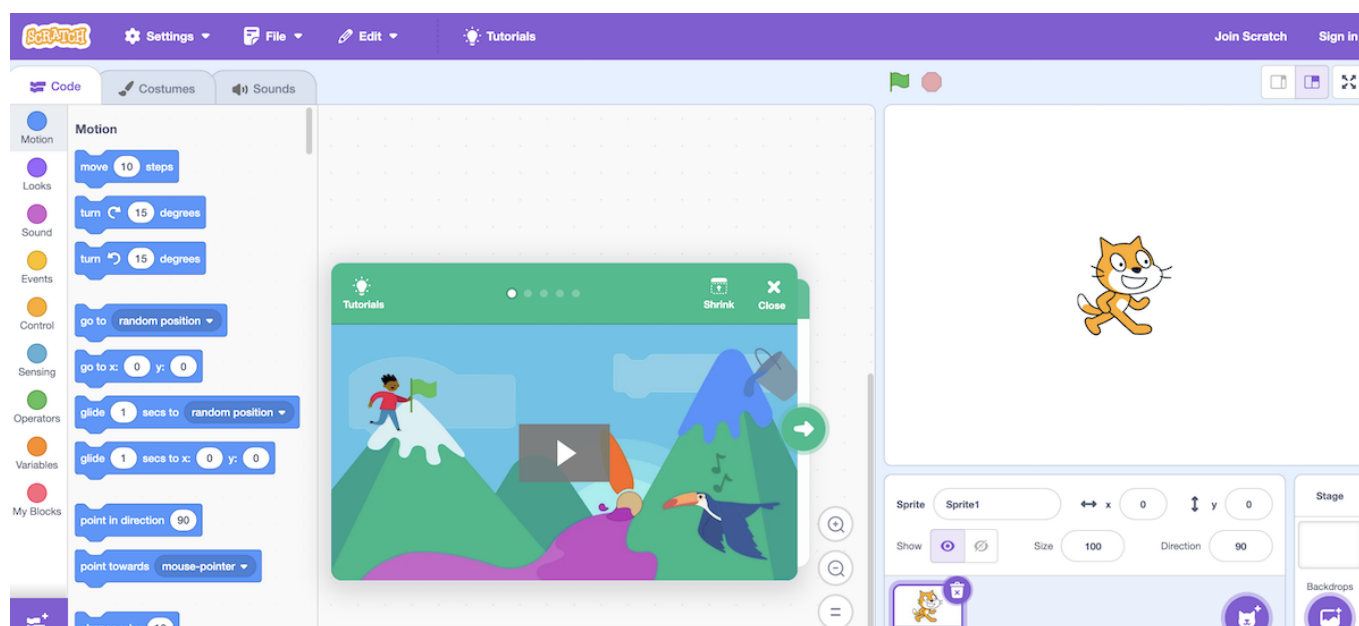 SCRATCH Settings File Edit Tutorials Join Scratch Sign in
Code Costumes Sounds
Motion
Looks
Sound
Events
Control
Sensing
Operators
Variables
My Blocks
Motion
move 10 steps
turn 15 degrees
turn 15 degrees
go to random position
go to x: 0 y: 0
glide 1 secs to random position
glide 1 secs to x: 0 y: 0
point in direction 90
point towards mouse-pointer
Tutorials Shrink Close
Sprite Sprite1 x 0 y 0
Show Size 100 Direction 90
Stage
Backdrops